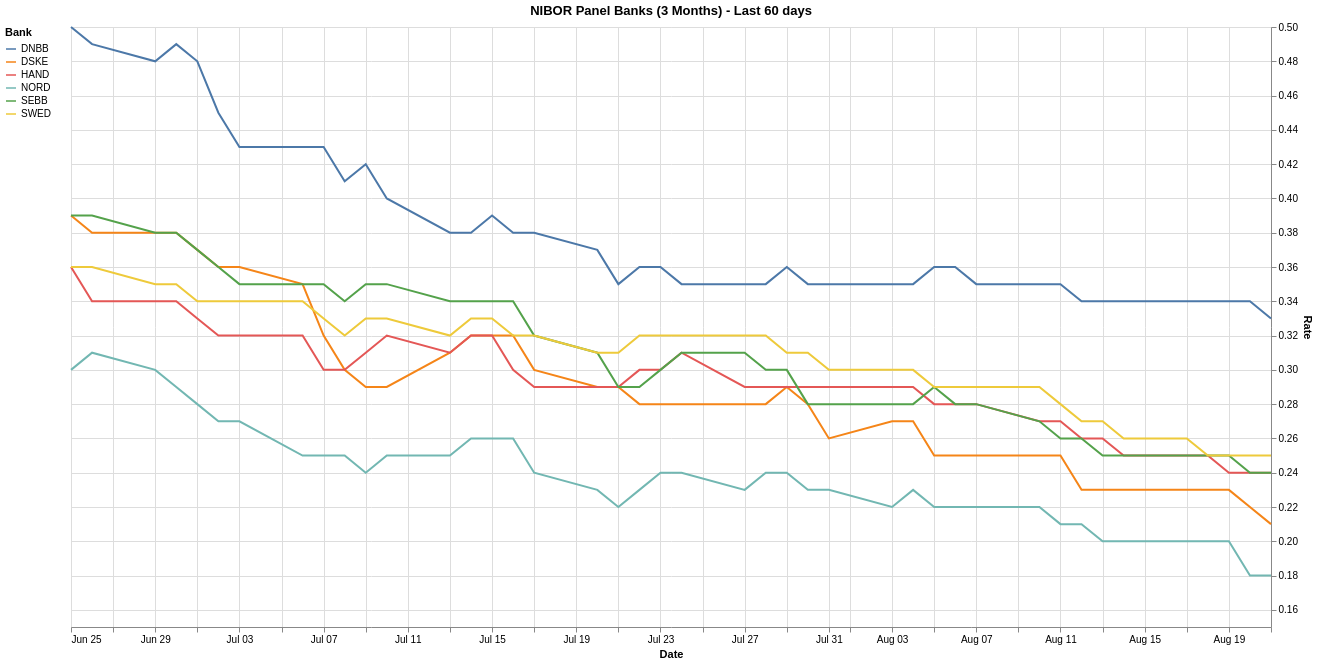 NIBOR Panel Banks (3 Months) - Last 60 days
Bank
DNBB
DSKE
HAND
NORD
SEBB
SWED
0.50
0.48
0.46
0.44
0.42
0.40
0.38
0.36
0.34
0.32
0.30
0.28
0.26
0.24
0.22
0.20
0.18
0.16
Rate
Jun 25 Jun 29 Jul 03 Jul 07 Jul 11 Jul 15 Jul 19 Jul 23 Jul 27 Jul 31 Aug 03 Aug 07 Aug 11 Aug 15 Aug 19
Date